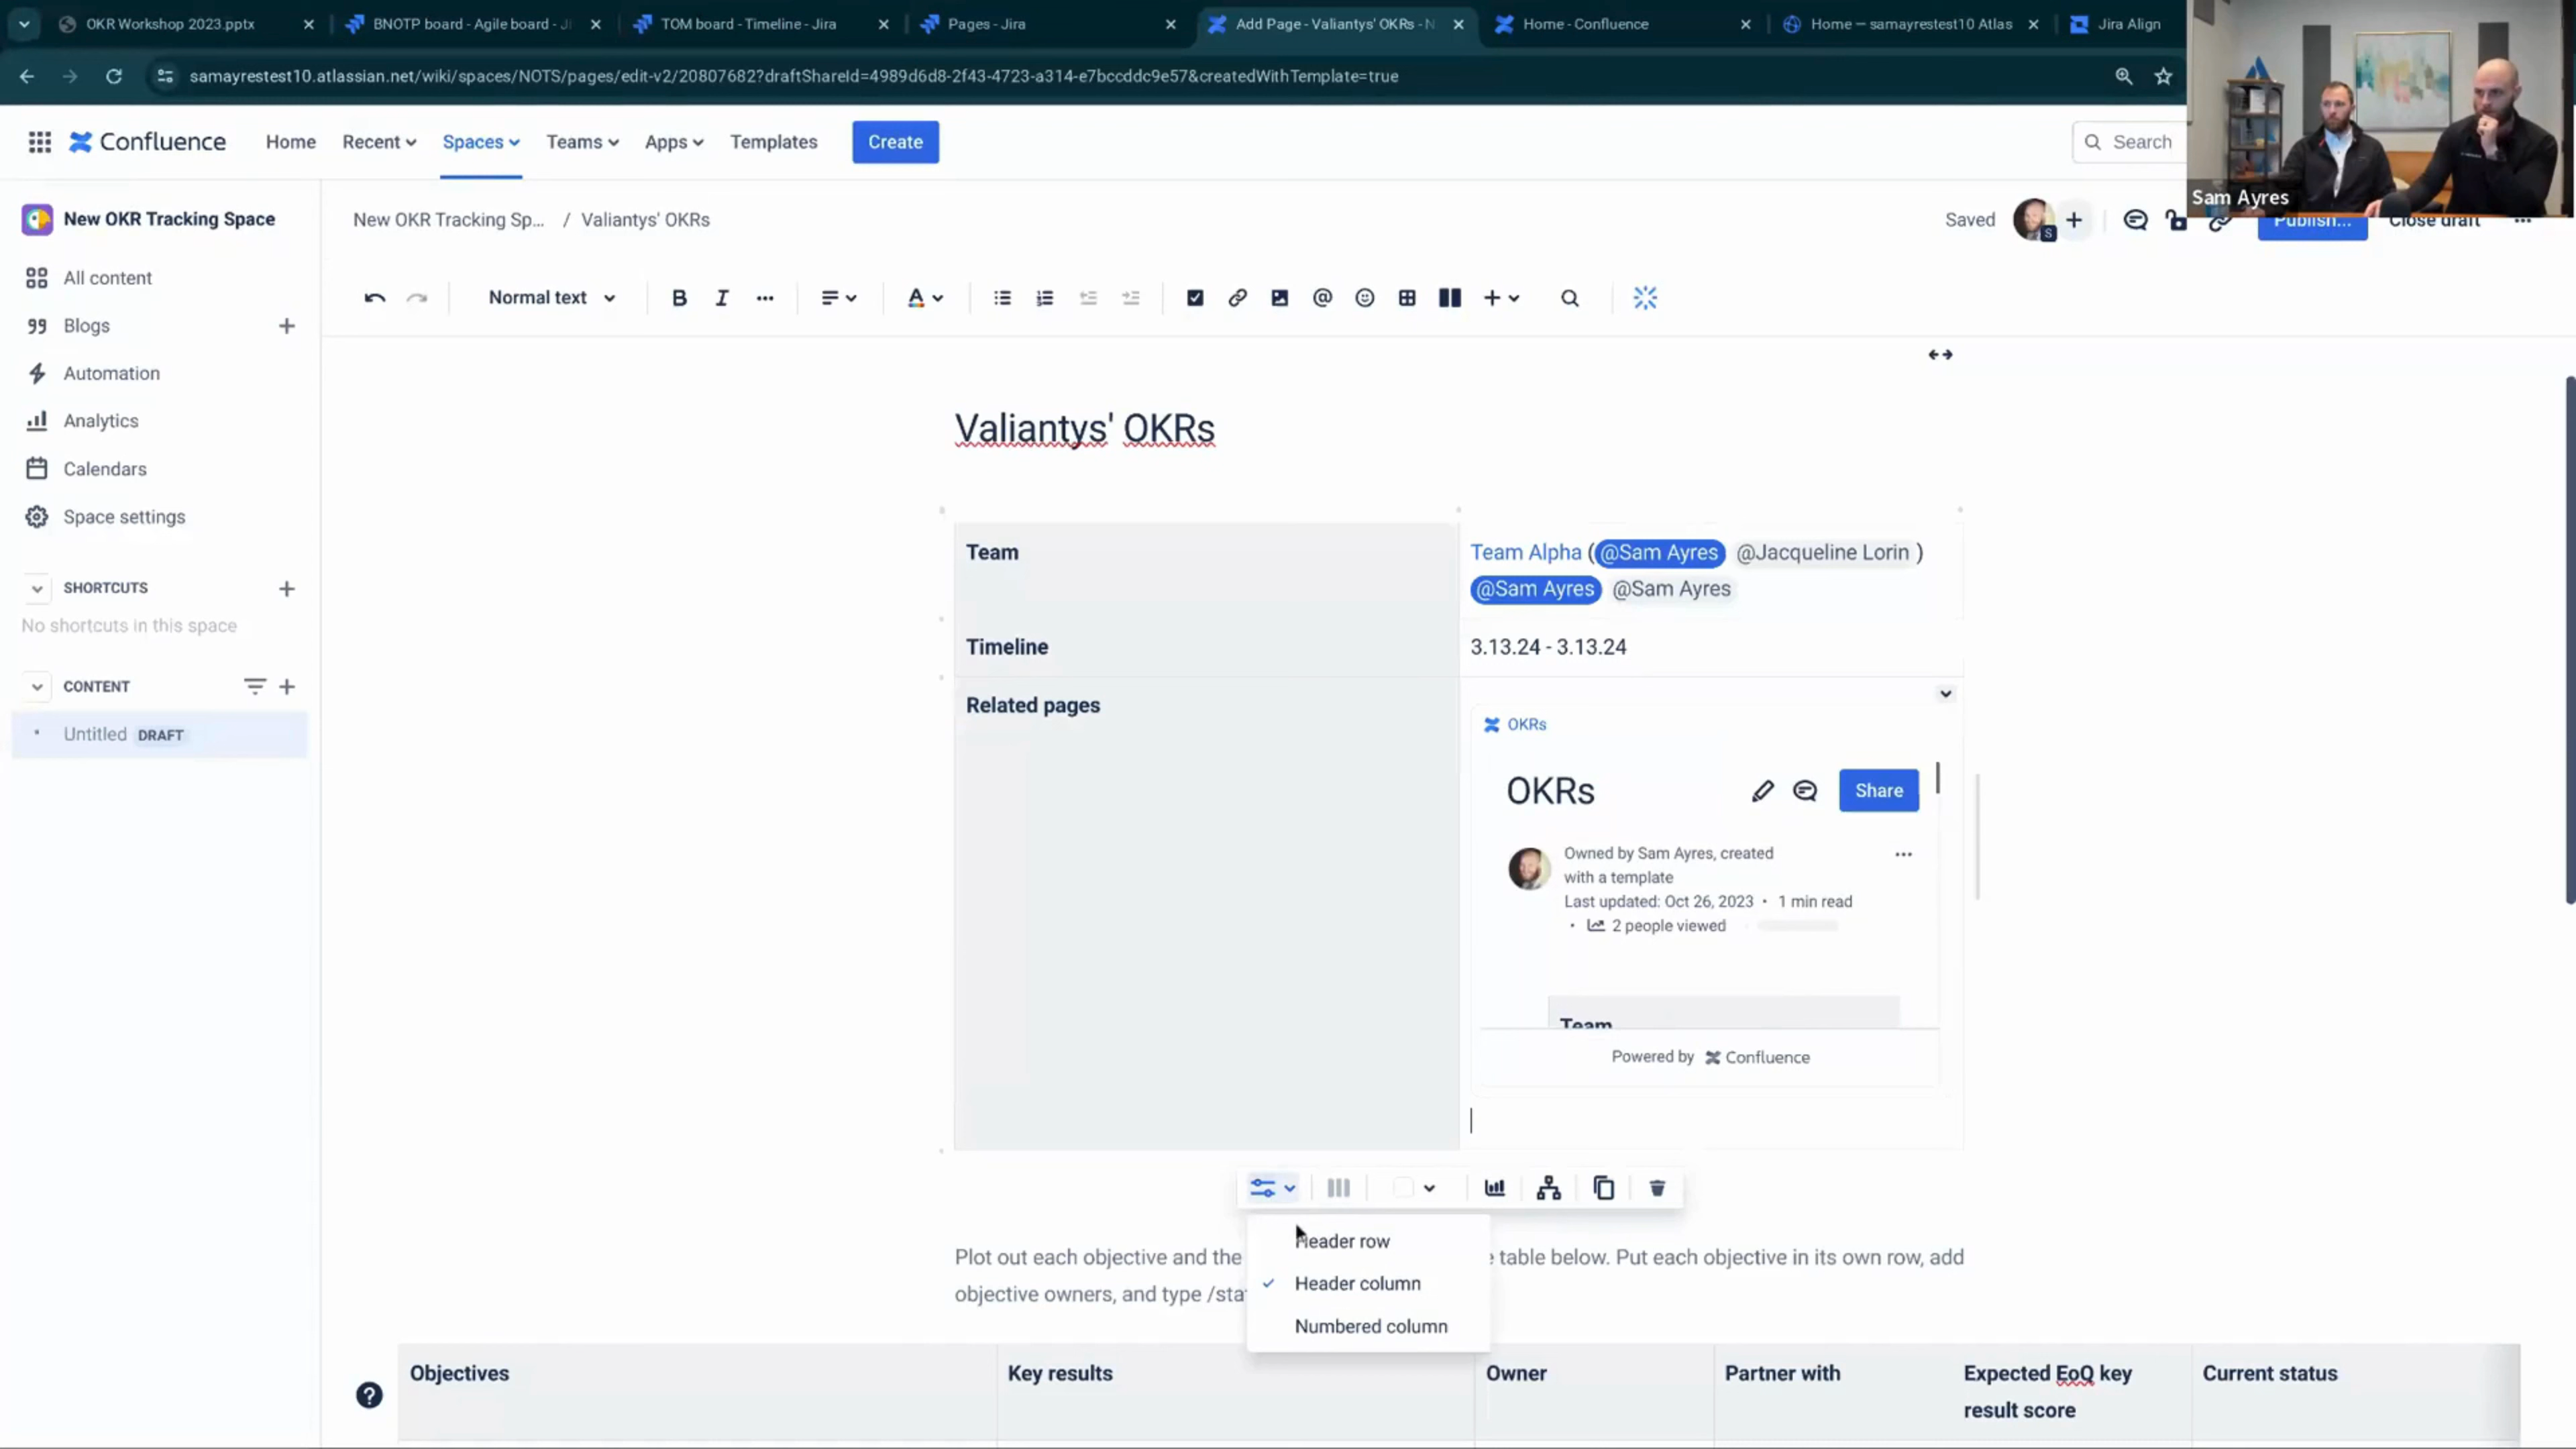 OKR Workshop 2023.pptx
BNOTP board - Agile board - Ji
TOM board - Timeline - Jira
Pages - Jira
Add Page - Valiantys' OKRs - N
Home - Confluence
Home — samayrestest10 Atlas
Jira Align
samayrestest10.atlassian.net/wiki/spaces/NOTS/pages/edit-v2/20807682?draftShareId=4989d6d8-2f43-4723-a314-e7bccddc9e57&createdWithTemplate=true
Confluence
Home
Recent
Spaces
Teams
Apps
Templates
Create
Search
Sam Ayres
New OKR Tracking Space
New OKR Tracking Sp... / Valiantys' OKRs
Saved
S
Publish...
Close draft
All content
Blogs
Automation
Analytics
Calendars
Space settings
SHORTCUTS
No shortcuts in this space
CONTENT
Untitled DRAFT
Normal text
Valiantys' OKRs
Team
Team Alpha (@Sam Ayres @Jacqueline Lorin )
@Sam Ayres @Sam Ayres
Timeline
3.13.24 - 3.13.24
Related pages
OKRs
OKRs
Share
Owned by Sam Ayres, created
with a template
Last updated: Oct 26, 2023 • 1 min read
• 2 people viewed
Team
Powered by Confluence
Header row
Header column
Numbered column
Plot out each objective and the
e table below. Put each objective in its own row, add
objective owners, and type /sta
Objectives
Key results
Owner
Partner with
Expected EoQ key
result score
Current status